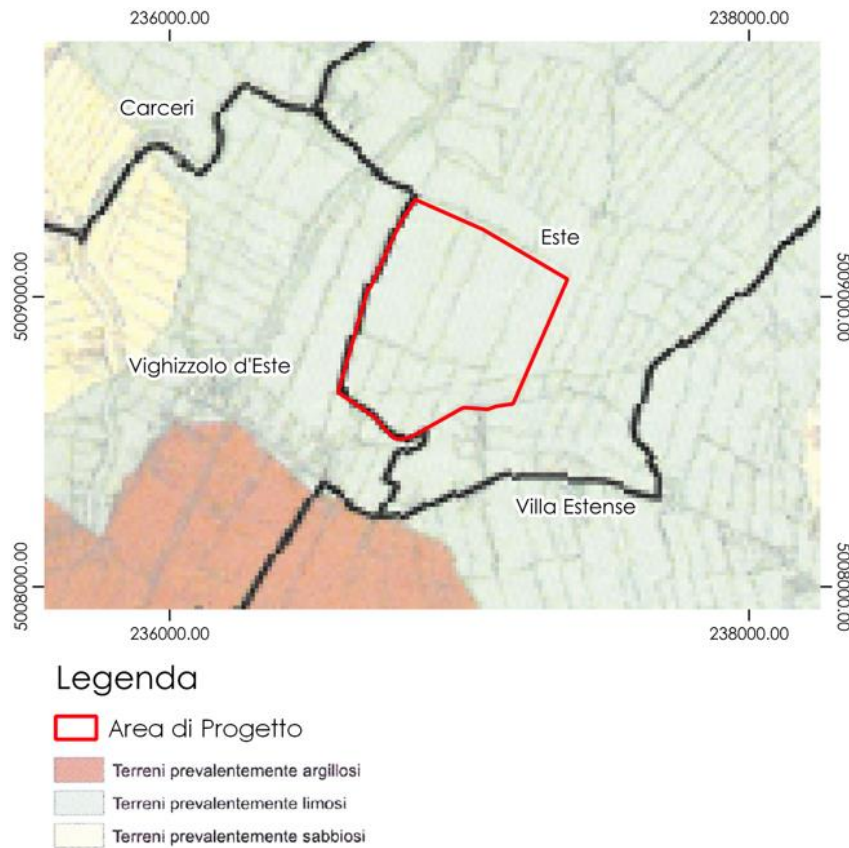 236000.00 238000.00
Carceri
Este
5009000.00 5009000.00
Vighizzolo d'Este
Villa Estense
5008000.00 5008000.00
236000.00 238000.00
Legenda
Area di Progetto
Terreni prevalentemente argillosi
Terreni prevalentemente limosi
Terreni prevalentemente sabbiosi